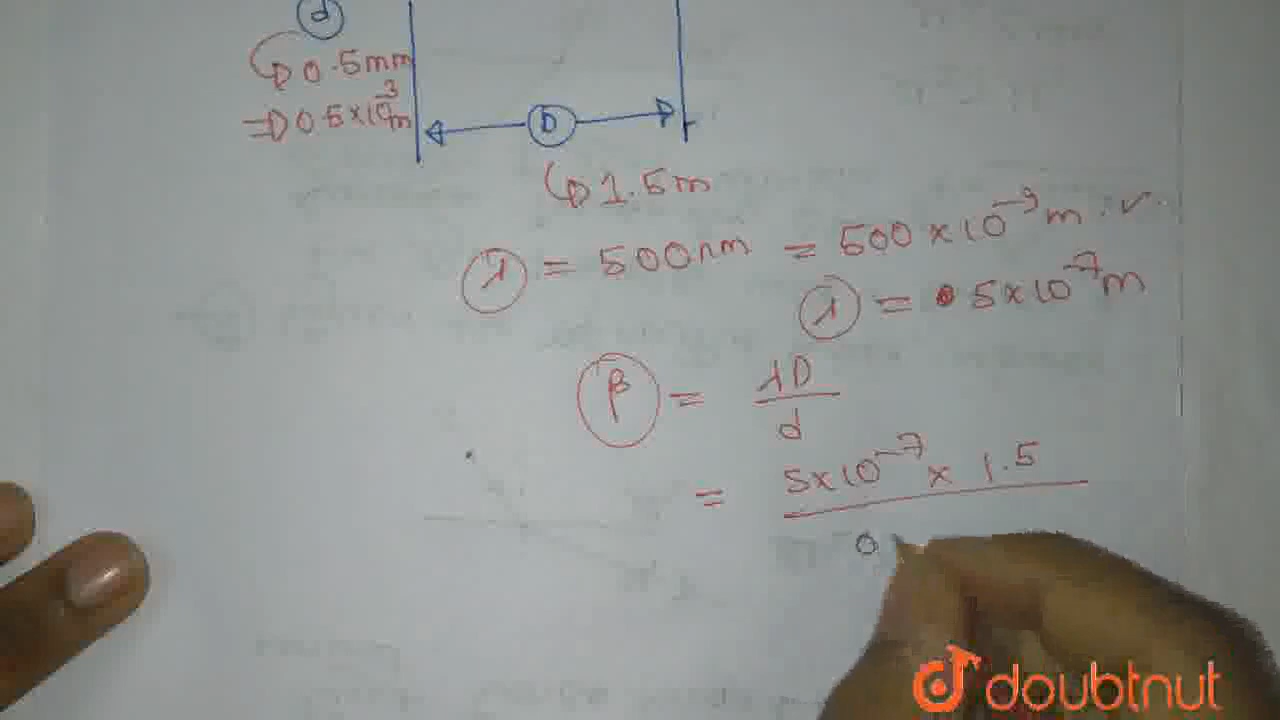 d
0.5mm
⇒ 0.5×10⁻³m
D
1.5m
λ = 500nm = 500×10⁻⁹m.
λ = 5×10⁻⁷m
β = λD
d
= 5×10⁻⁷ × 1.5
0
doubtnut